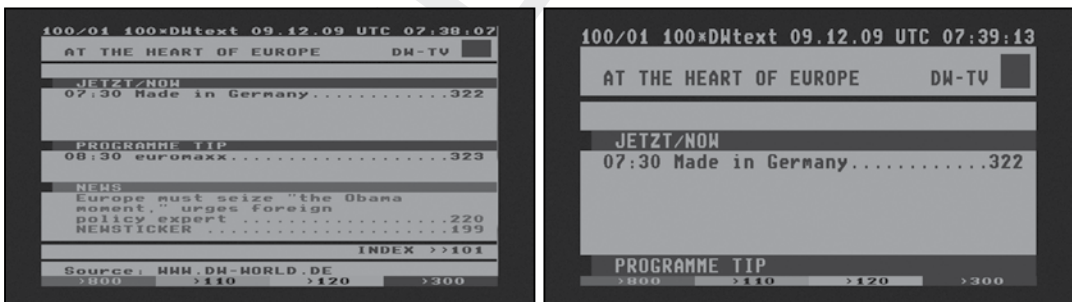 100/01 100*DWtext 09.12.09 UTC 07:38:07
AT THE HEART OF EUROPE DW-TV
JETZT/NOW
07:30 Made in Germany............322
PROGRAMME TIP
08:30 euromaxx...................323
NEWS
Europe must seize "the Obama
moment," urges foreign
policy expert ...................220
NEWSTICKER ......................199
INDEX >>101
Source: WWW.DW-WORLD.DE
>800 >110 >120 >300
100/01 100*DWtext 09.12.09 UTC 07:39:13
AT THE HEART OF EUROPE DW-TV
JETZT/NOW
07:30 Made in Germany............322
PROGRAMME TIP
>800 >110 >120 >300